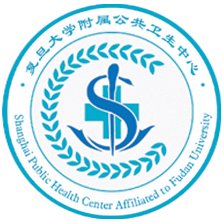 ·复旦大学附属公共卫生中心·
Shanghai Public Health Center Affiliated to Fudan University